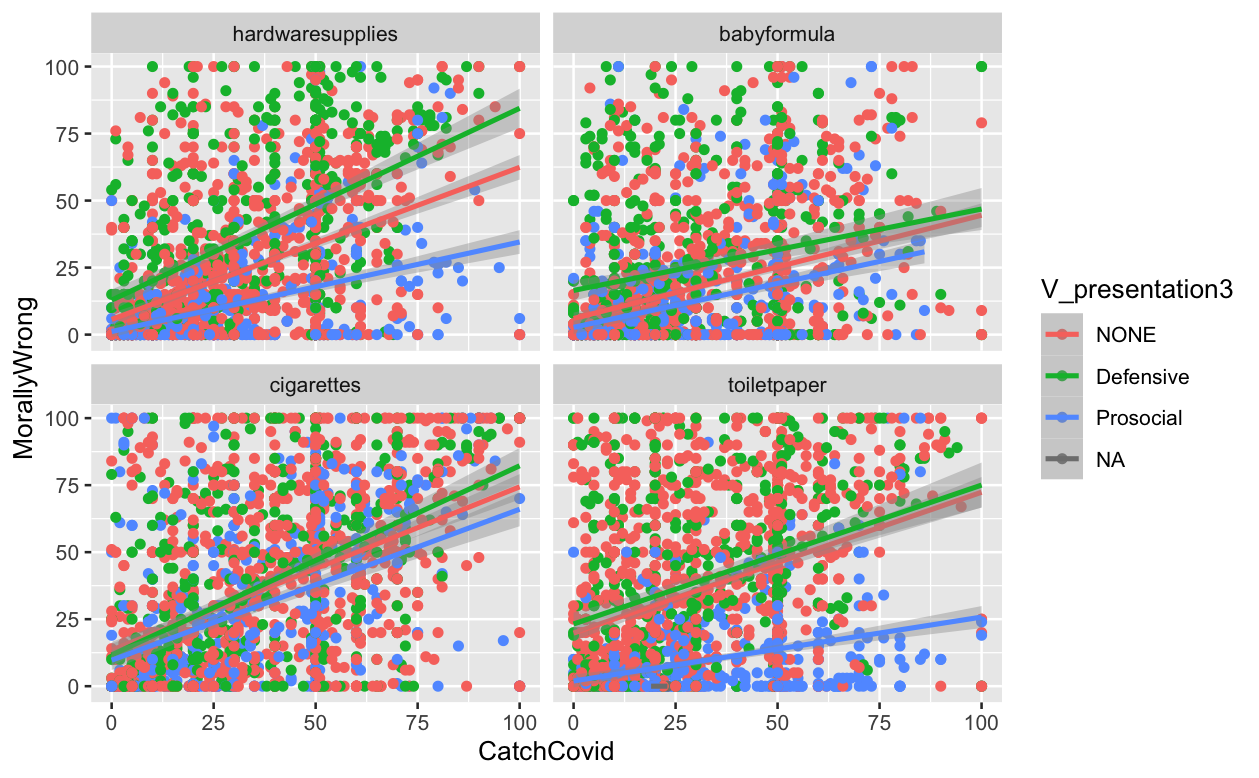 hardwaresupplies
babyformula
100
75
50
25
0
cigarettes
toiletpaper
100
75
50
25
0
0
25
50
75
100
0
25
50
75
100
CatchCovid
MorallyWrong
V_presentation3
NONE
Defensive
Prosocial
NA